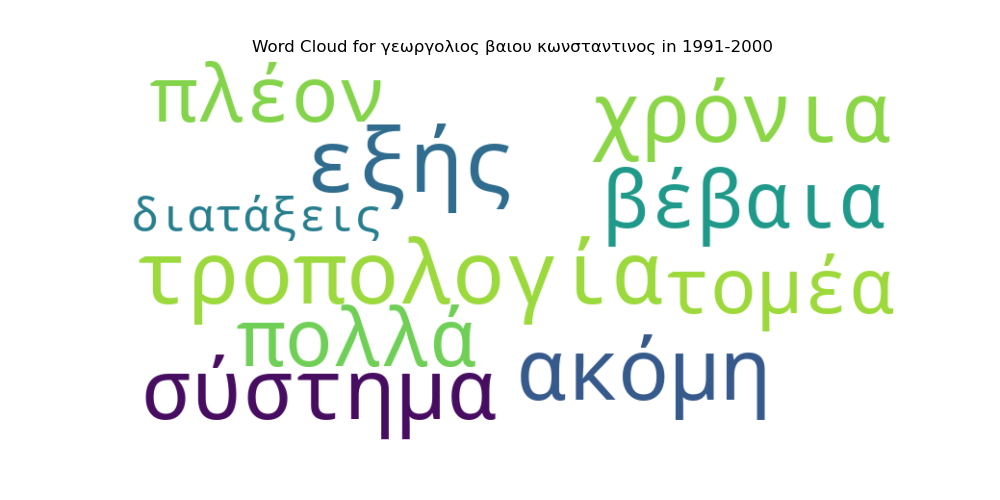 Word Cloud for γεωργολιος βαιου κωνσταντινος in 1991-2000
πλέον
χρόνια
εξής
βέβαια
διατάξεις
τροπολογία
τομέα
πολλά
ακόμη
σύστημα